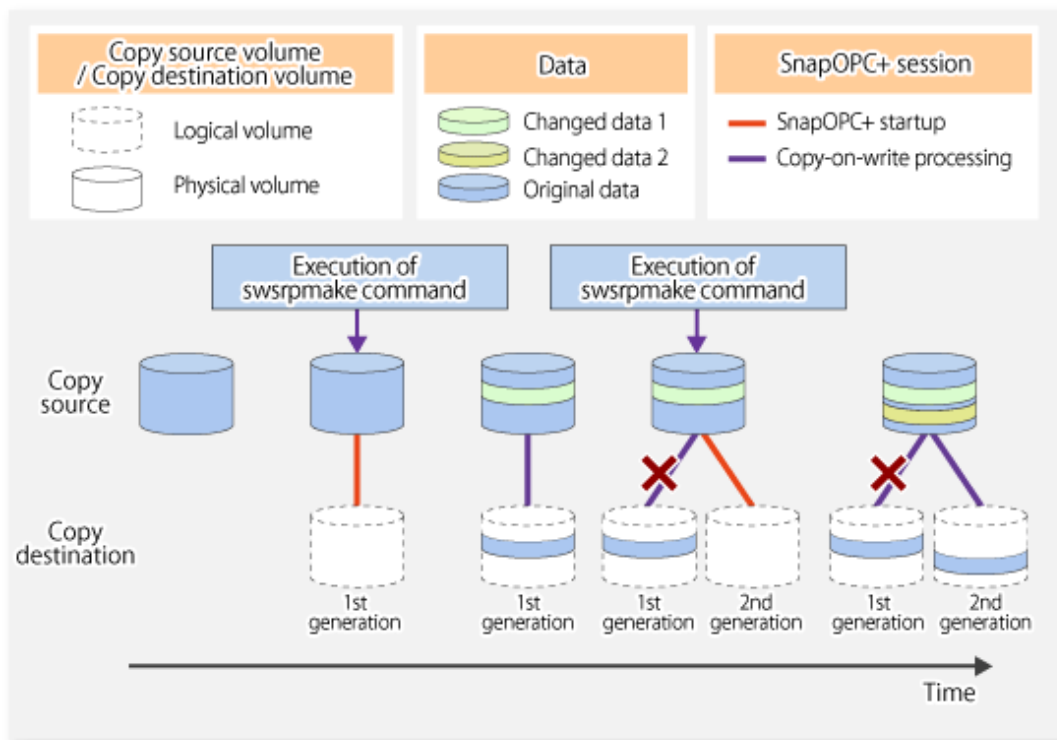 Copy source volume
/ Copy destination volume
Logical volume
Physical volume
Data
Changed data 1
Changed data 2
Original data
SnapOPC+ session
SnapOPC+ startup
Copy-on-write processing
Execution of
swsrpmake command
Execution of
swsrpmake command
Copy
source
Copy
destination
1st
generation
1st
generation
1st
generation
2nd
generation
1st
generation
2nd
generation
Time